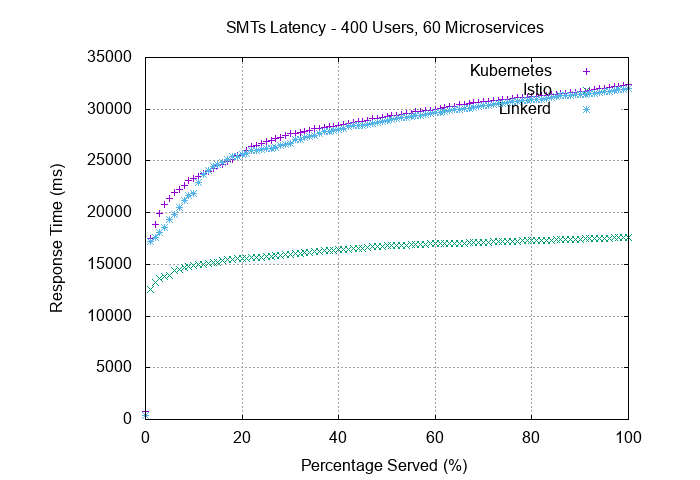 SMTs Latency - 400 Users, 60 Microservices
35000
30000
25000
20000
15000
10000
5000
0
Response Time (ms)
Kubernetes
Istio
Linkerd
0 20 40 60 80 100
Percentage Served (%)